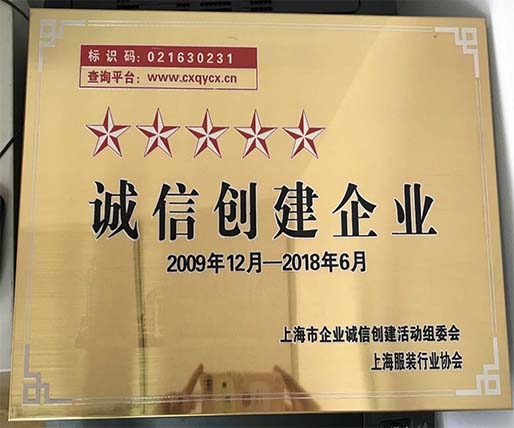 标识码：021630231
查询平台：www.cxqycx.cn
诚信创建企业
2009年12月—2018年6月
上海市企业诚信创建活动组委会
上海服装行业协会